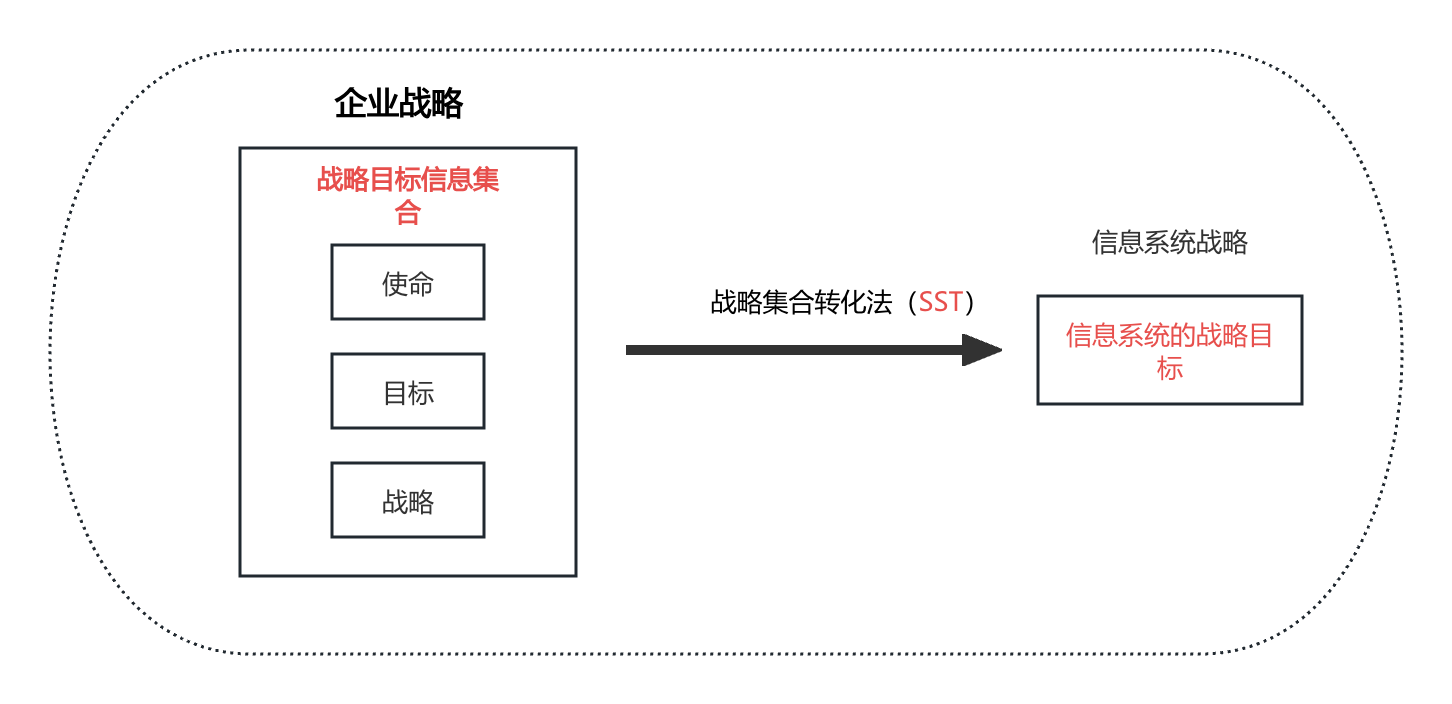 企业战略
战略目标信息集
合
使命
目标
战略
战略集合转化法（SST）
信息系统战略
信息系统的战略目
标